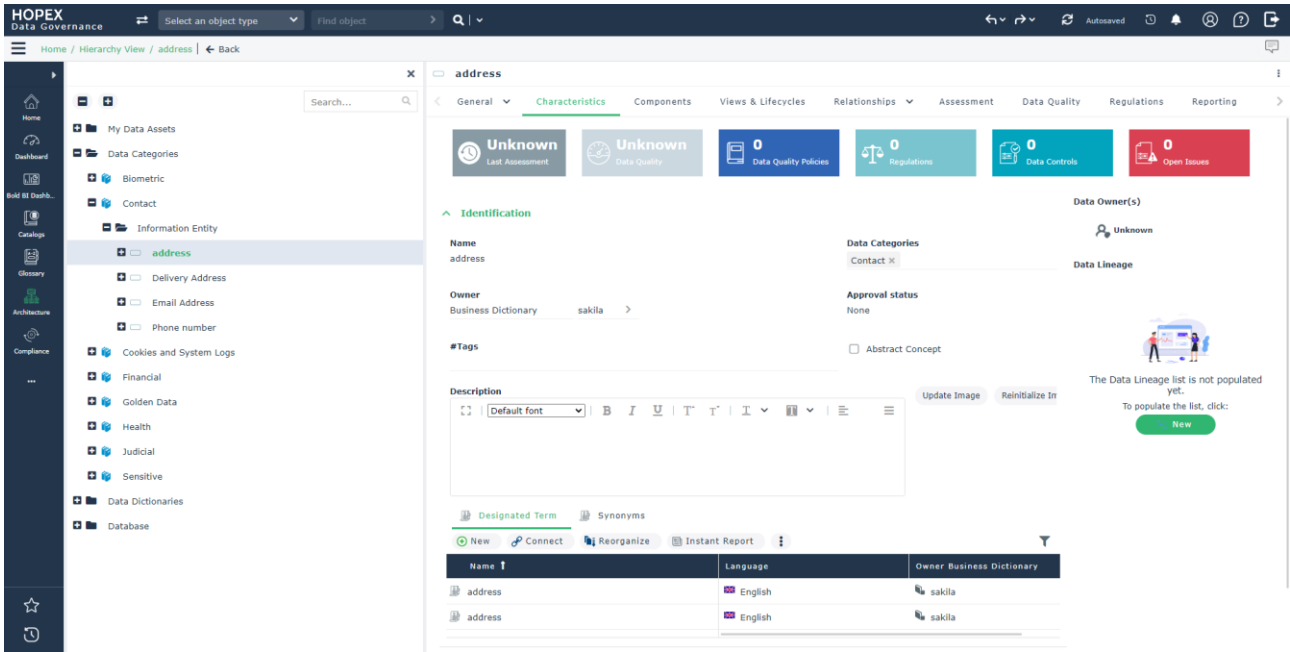 HOPEX
Data Governance
Select an object type
Find object
Autosaved
Home / Hierarchy View / address | ← Back
Home
Dashboard
Bold BI Dashb...
Catalogs
Glossary
Architecture
Compliance
...
Search...
My Data Assets
Data Categories
Biometric
Contact
Information Entity
address
Delivery Address
Email Address
Phone number
Cookies and System Logs
Financial
Golden Data
Health
Judicial
Sensitive
Data Dictionaries
Database
address
General Characteristics Components Views & Lifecycles Relationships Assessment Data Quality Regulations Reporting
Unknown
Last Assessment
Unknown
Data Quality
0
Data Quality Policies
0
Regulations
0
Data Controls
0
Open Issues
Identification
Name
address
Data Categories
Contact ×
Owner
Business Dictionary sakila
Approval status
None
#Tags
Abstract Concept
Description
Update Image Reinitialize Im
Default font B I U
Designated Term Synonyms
New Connect Reorganize Instant Report
Name Language Owner Business Dictionary
address English sakila
address English sakila
Data Owner(s)
Unknown
Data Lineage
The Data Lineage list is not populated
yet.
To populate the list, click:
New